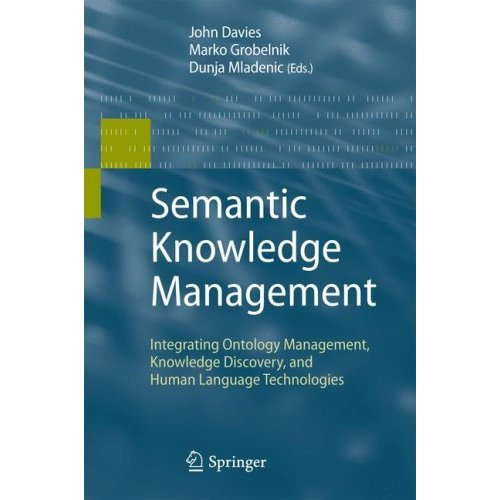 John Davies
Marko Grobelnik
Dunja Mladenic (Eds.)
Semantic
Knowledge
Management
Integrating Ontology Management,
Knowledge Discovery, and
Human Language Technologies
Springer